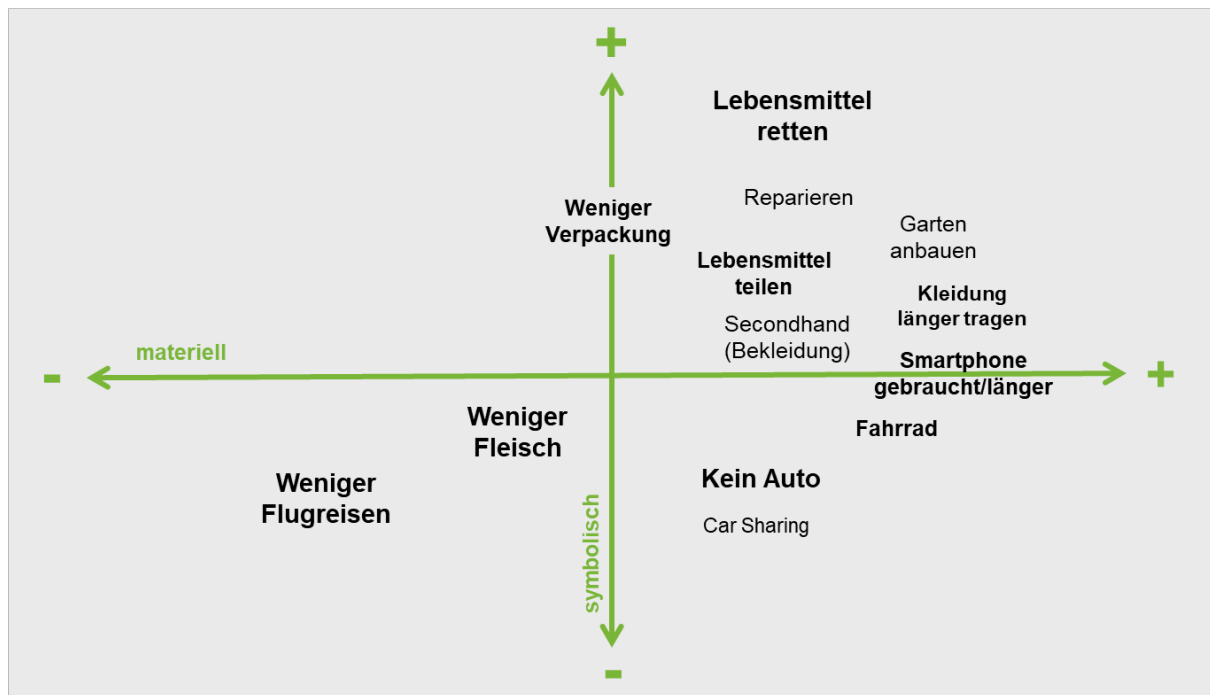 +
Lebensmittel
retten
Reparieren
Weniger
Verpackung
Garten
anbauen
Lebensmittel
teilen
Kleidung
länger tragen
Secondhand
(Bekleidung)
materiell
Smartphone
gebraucht/länger
-
+
Weniger
Fleisch
Fahrrad
Weniger
Flugreisen
Kein Auto
Car Sharing
symbolisch
-